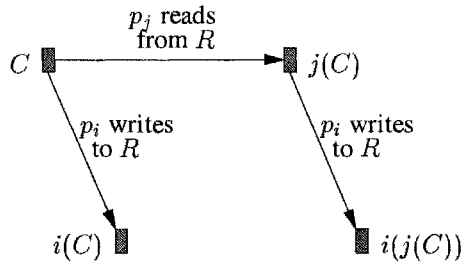 p_j reads
from R
C
j(C)
p_i writes
to R
p_i writes
to R
i(C)
i(j(C))